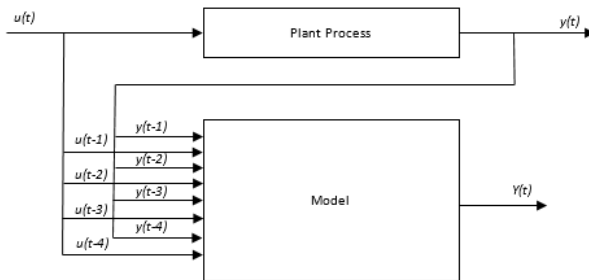 u(t)
Plant Process
y(t)
y(t-1)
u(t-1)
y(t-2)
u(t-2)
y(t-3)
Model
Y(t)
u(t-3)
y(t-4)
u(t-4)